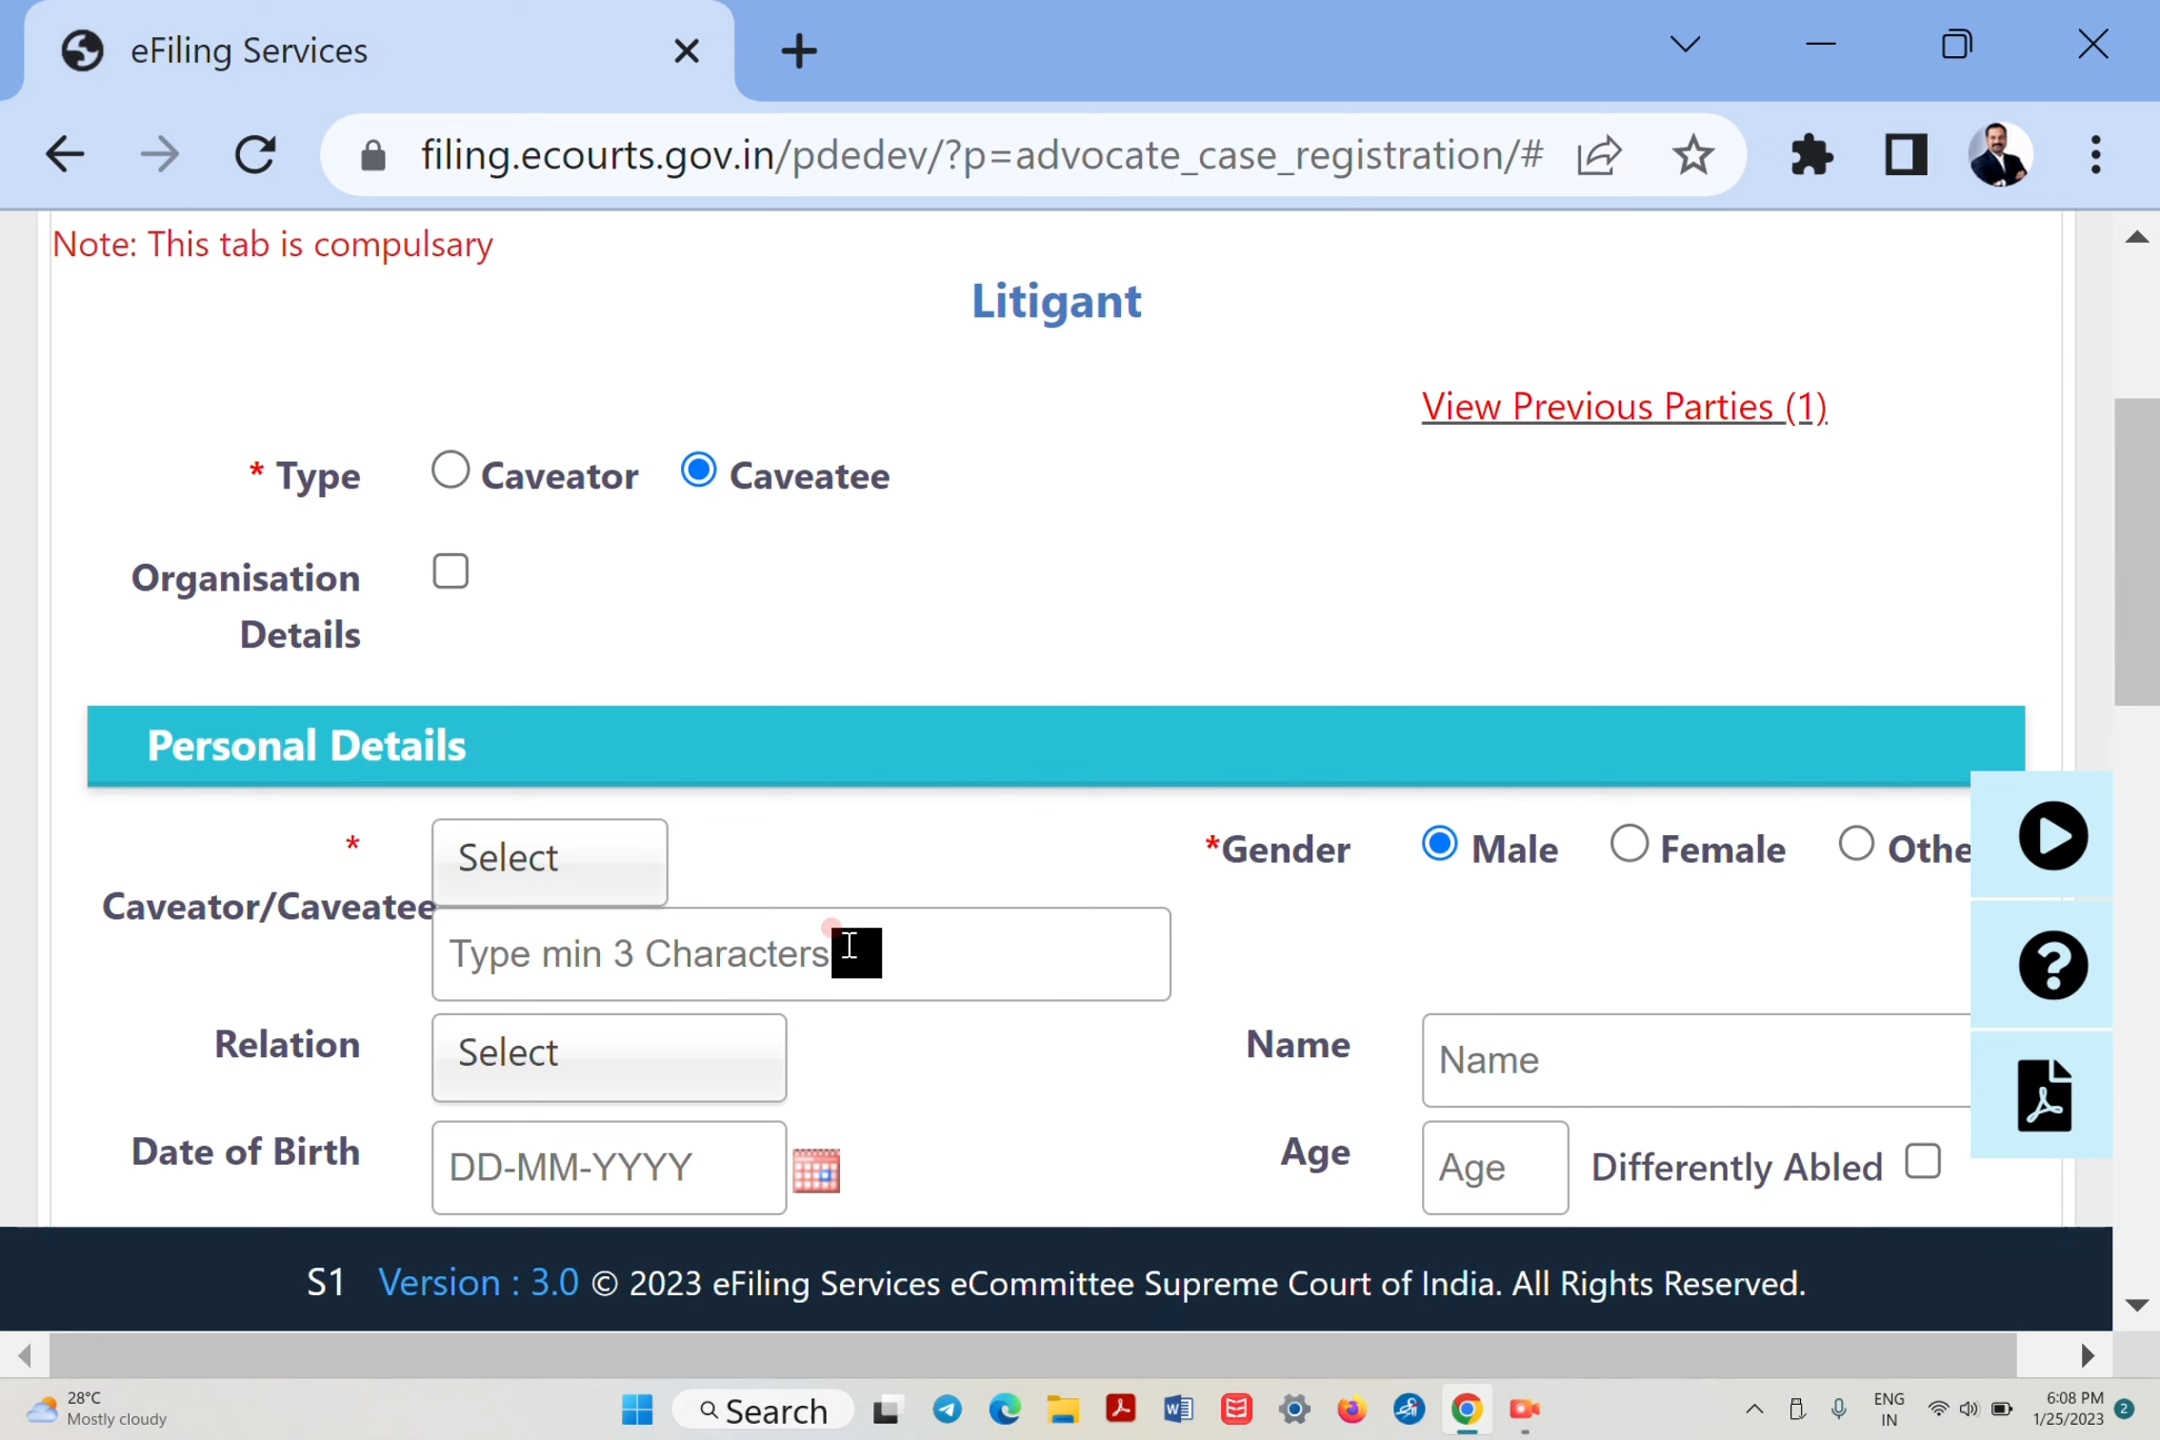 eFiling Services
filing.ecourts.gov.in/pdedev/?p=advocate_case_registration/#
Note: This tab is compulsary
Litigant
View Previous Parties (1)
* Type Caveator Caveatee
Organisation
Details
Personal Details
* Select *Gender Male Female Othe
Caveator/Caveatee
Type min 3 Characters
Relation Select Name Name
Date of Birth DD-MM-YYYY Age Age Differently Abled
S1 Version : 3.0 © 2023 eFiling Services eCommittee Supreme Court of India. All Rights Reserved.
28°C
Mostly cloudy
Search
ENG
IN
6:08 PM
1/25/2023
2